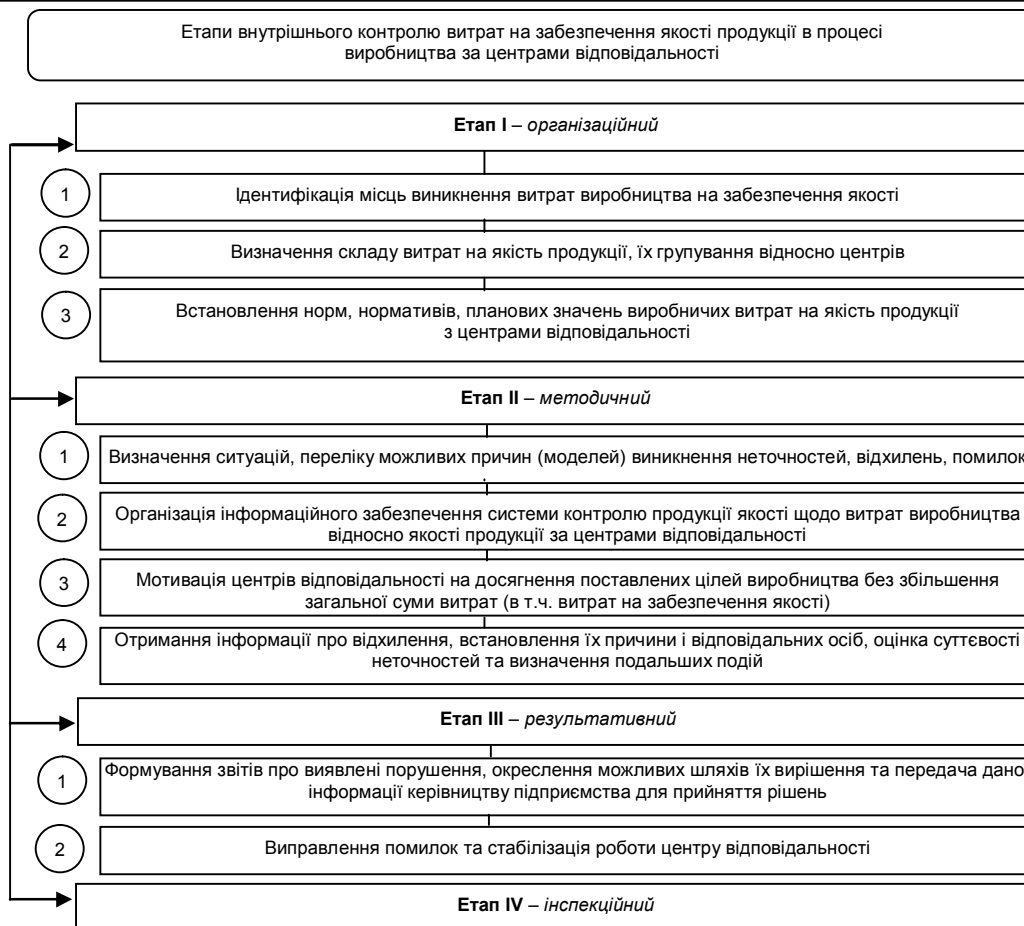 Етапи внутрішнього контролю витрат на забезпечення якості продукції в процесі
виробництва за центрами відповідальності
Етап I – організаційний
1
Ідентифікація місць виникнення витрат виробництва на забезпечення якості
2
Визначення складу витрат на якість продукції, їх групування відносно центрів
3
Встановлення норм, нормативів, планових значень виробничих витрат на якість продукції
з центрами відповідальності
Етап II – методичний
1
Визначення ситуацій, переліку можливих причин (моделей) виникнення неточностей, відхилень, помилок
2
Організація інформаційного забезпечення системи контролю продукції якості щодо витрат виробництва
відносно якості продукції за центрами відповідальності
3
Мотивація центрів відповідальності на досягнення поставлених цілей виробництва без збільшення
загальної суми витрат (в т.ч. витрат на забезпечення якості)
4
Отримання інформації про відхилення, встановлення їх причини і відповідальних осіб, оцінка суттєвості
неточностей та визначення подальших подій
Етап III – результативний
1
Формування звітів про виявлені порушення, окреслення можливих шляхів їх вирішення та передача дано
інформації керівництву підприємства для прийняття рішень
2
Виправлення помилок та стабілізація роботи центру відповідальності
Етап IV – інспекційний